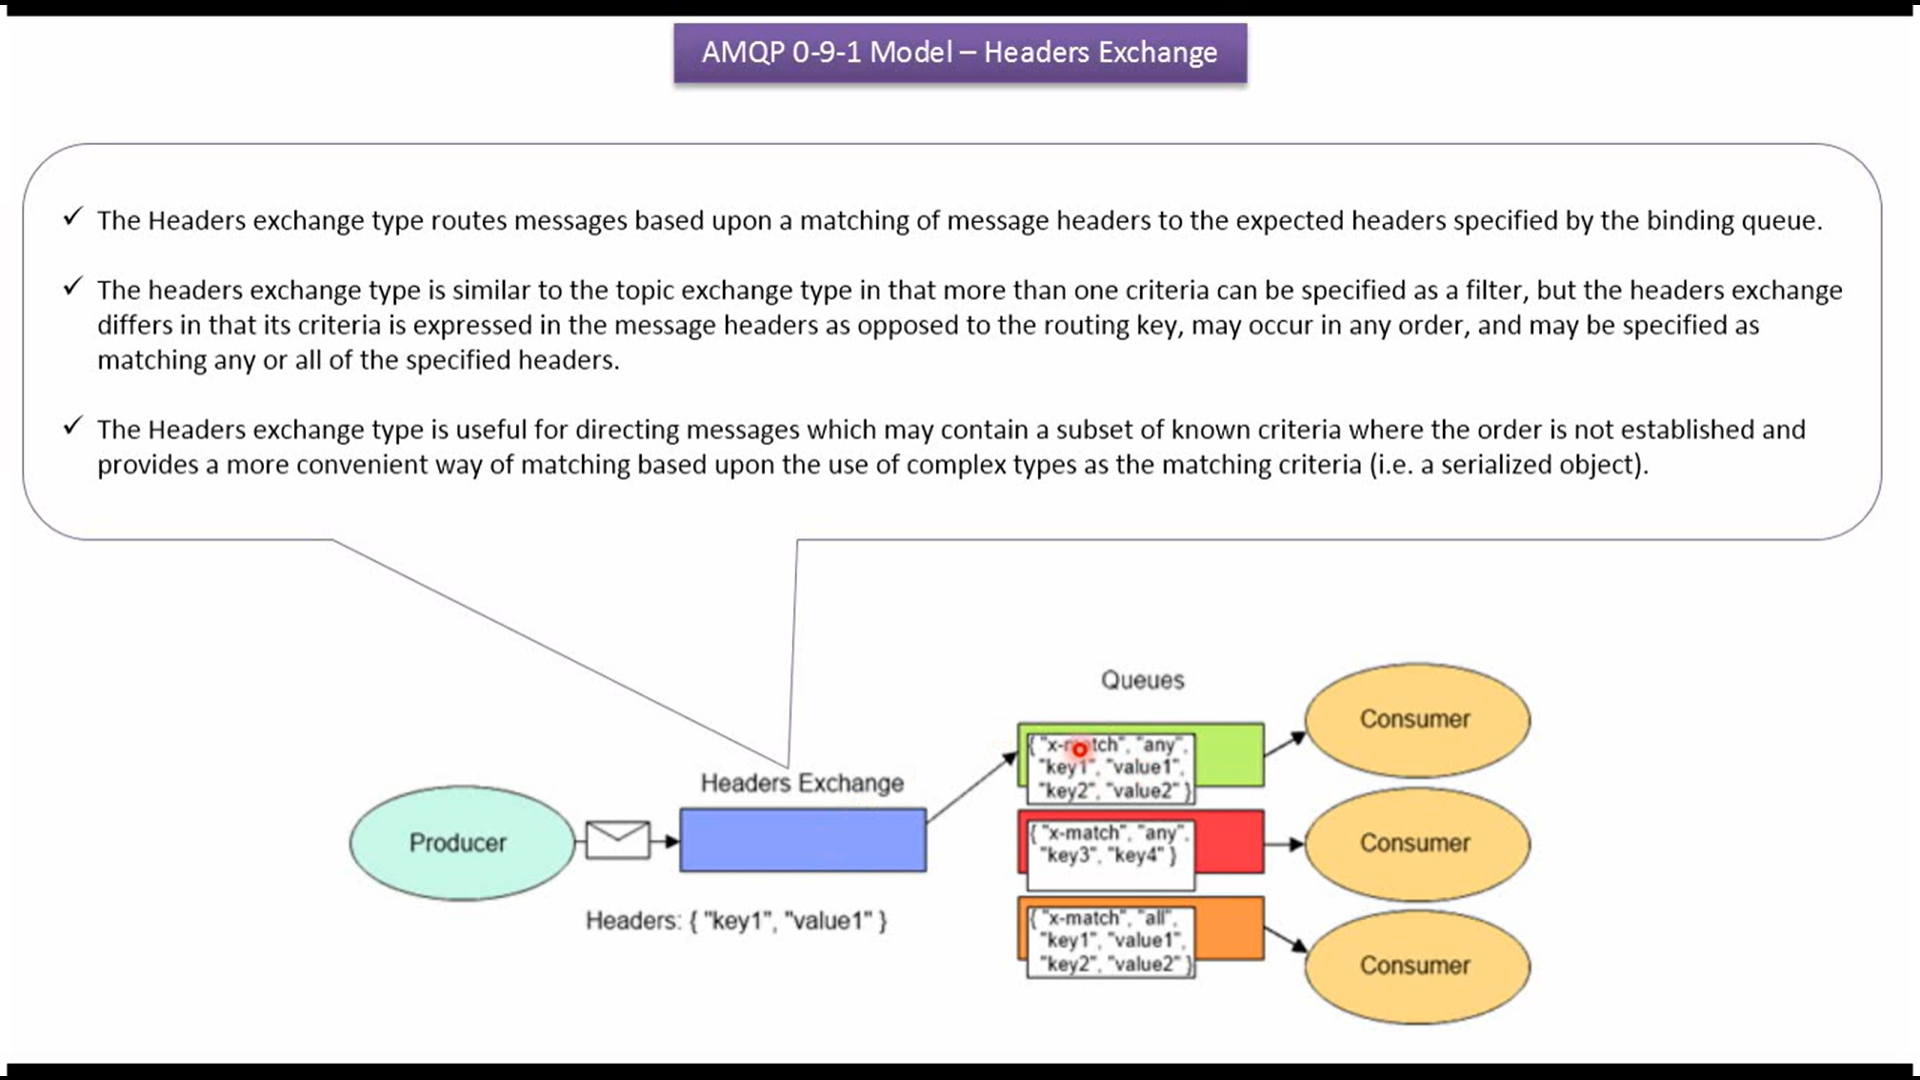 AMQP 0-9-1 Model – Headers Exchange
✓ The Headers exchange type routes messages based upon a matching of message headers to the expected headers specified by the binding queue.
✓ The headers exchange type is similar to the topic exchange type in that more than one criteria can be specified as a filter, but the headers exchange
differs in that its criteria is expressed in the message headers as opposed to the routing key, may occur in any order, and may be specified as
matching any or all of the specified headers.
✓ The Headers exchange type is useful for directing messages which may contain a subset of known criteria where the order is not established and
provides a more convenient way of matching based upon the use of complex types as the matching criteria (i.e. a serialized object).
Queues
Consumer
{ "x-match", "any",
"key1", "value1",
"key2", "value2" }
Headers Exchange
Producer
{ "x-match", "any",
"key3", "key4" }
Consumer
Headers: { "key1", "value1" }
{ "x-match", "all",
"key1", "value1",
"key2", "value2" }
Consumer